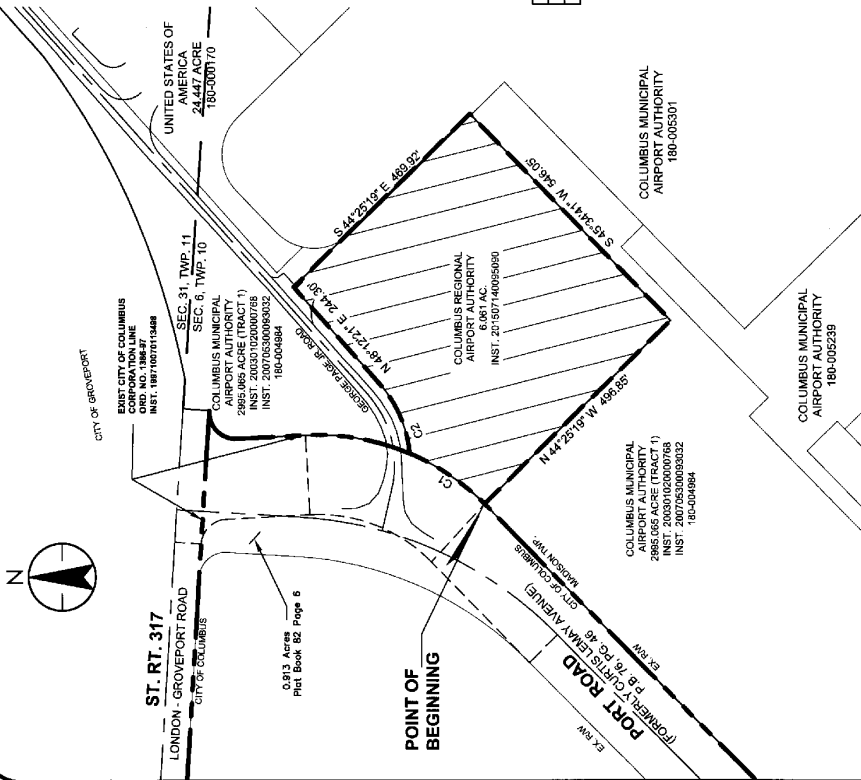 N
CITY OF GROVEPORT
EXIST CITY OF COLUMBUS
CORPORATION LINE
ORD. NO. 1386-97
INST. 199710070113498
UNITED STATES OF
AMERICA
24.447 ACRE
180-000170
SEC. 31, TWP. 11
SEC. 6, TWP. 10
ST. RT. 317
LONDON - GROVEPORT ROAD
CITY OF COLUMBUS
COLUMBUS MUNICIPAL
AIRPORT AUTHORITY
2995.065 ACRE (TRACT 1)
INST. 200301020000768
INST. 200705300093032
180-004984
GEORGE PAGE JR ROAD
N 48°12'21" E 244.30'
S 44°25'19" E 469.92'
S 45°34'41" W 546.05'
N 44°25'19" W 496.85'
C2
C1
COLUMBUS REGIONAL
AIRPORT AUTHORITY
6.061 AC.
INST. 201507140095090
COLUMBUS MUNICIPAL
AIRPORT AUTHORITY
180-005301
0.913 Acres
Plat Book 82 Page 6
POINT OF
BEGINNING
CITY OF COLUMBUS
MADISON TWP.
COLUMBUS MUNICIPAL
AIRPORT AUTHORITY
2995.065 ACRE (TRACT 1)
INST. 200301020000768
INST. 200705300093032
180-004984
COLUMBUS MUNICIPAL
AIRPORT AUTHORITY
180-005239
EX R/W
PORT ROAD
(FORMERLY CURTIS LEMAY AVENUE)
P.B. 76, PG. 46
EX R/W